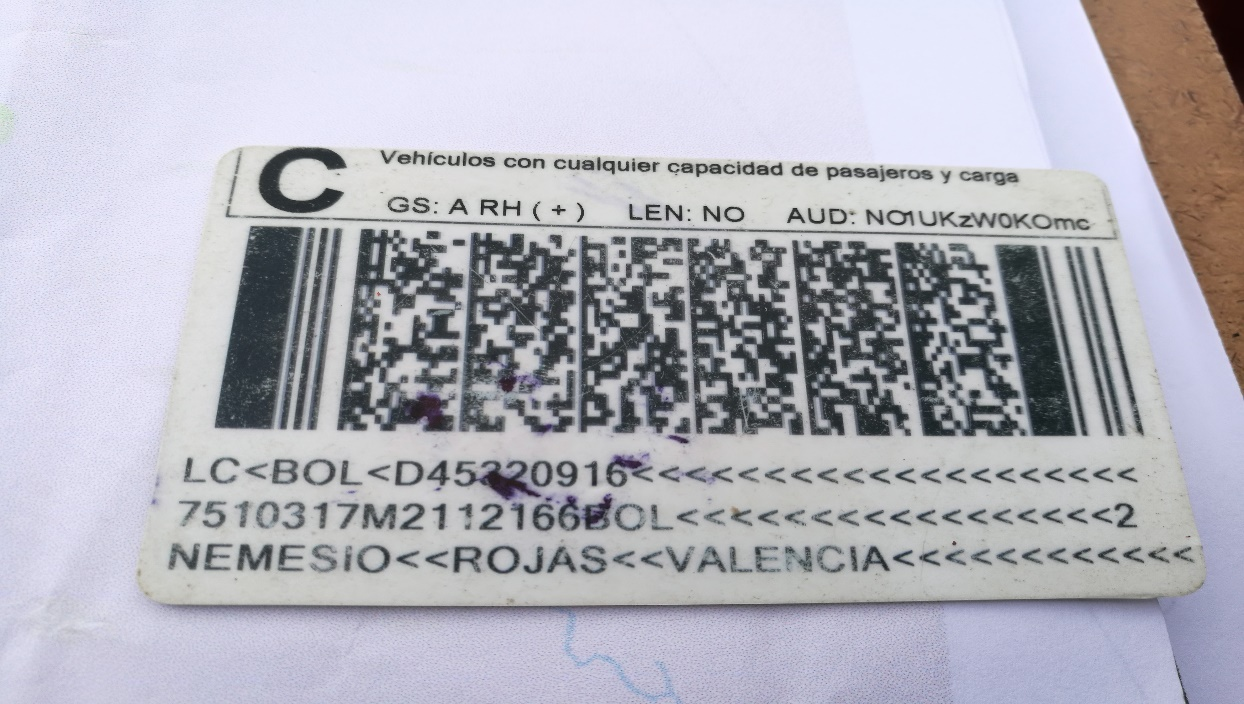 C Vehículos con cualquier capacidad de pasajeros y carga
GS: A RH ( + ) LEN: NO AUD: NO1UKzW0KOmc
LC<BOL<D45320916<<<<<<<<<<<<<<<<<<<<<
7510317M2112166BOL<<<<<<<<<<<<<<<<<<2
NEMESIO<<ROJAS<<VALENCIA<<<<<<<<<<<<<